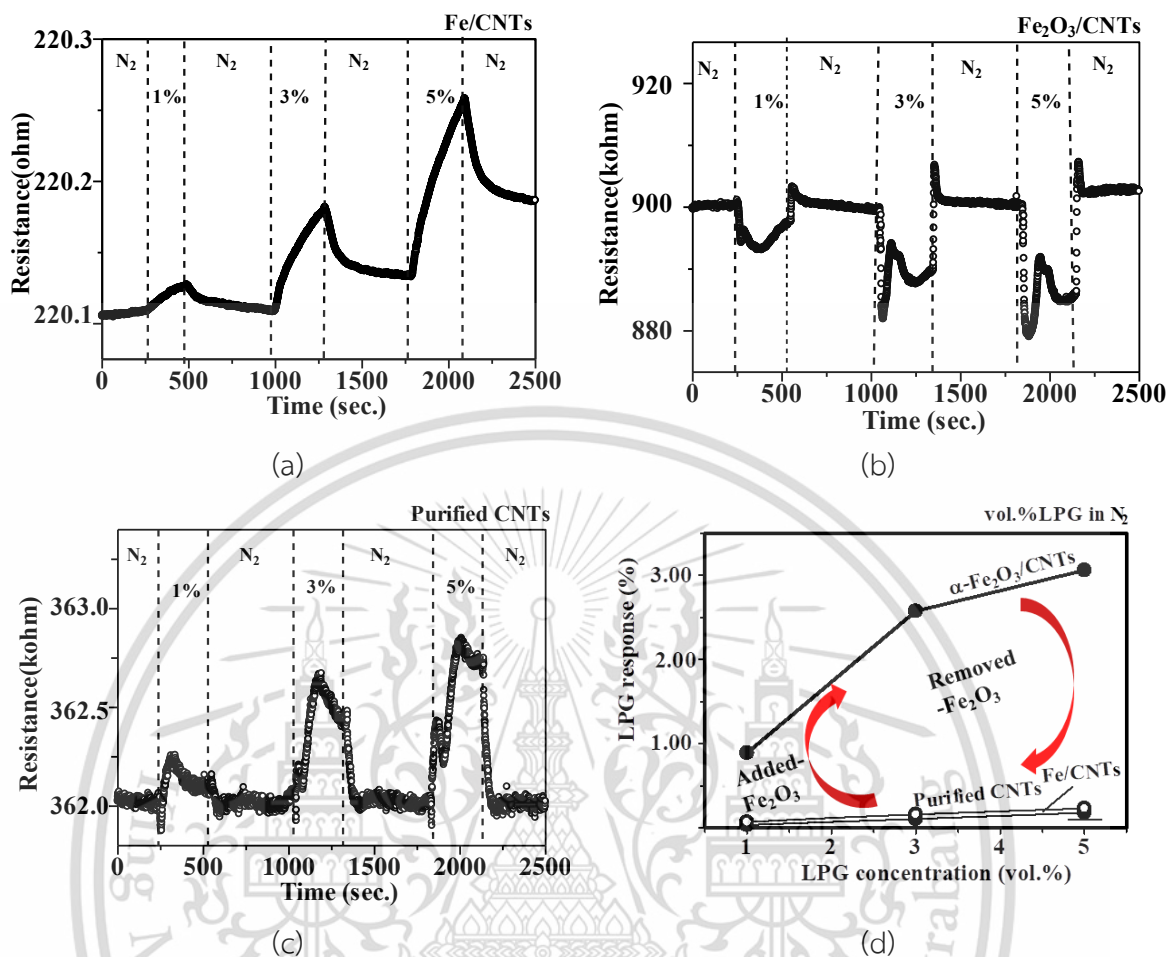 Fe/CNTs
220.3
N₂
N₂
N₂
N₂
1%
3%
5%
220.2
220.1
Resistance(ohm)
0
500
1000
1500
2000
2500
Time (sec.)
(a)
Fe₂O₃/CNTs
920
N₂
N₂
N₂
N₂
1%
3%
5%
900
880
Resistance(kohm)
0
500
1000
1500
2000
2500
Time (sec.)
(b)
Purified CNTs
N₂
N₂
N₂
N₂
1%
3%
5%
363.0
362.5
362.0
Resistance(kohm)
0
500
1000
1500
2000
2500
Time (sec.)
(c)
vol.%LPG in N₂
3.00
2.00
1.00
LPG response (%)
α-Fe₂O₃/CNTs
Removed
-Fe₂O₃
Added-
Fe₂O₃
Purified CNTs
Fe/CNTs
1
2
3
4
5
LPG concentration (vol.%)
(d)